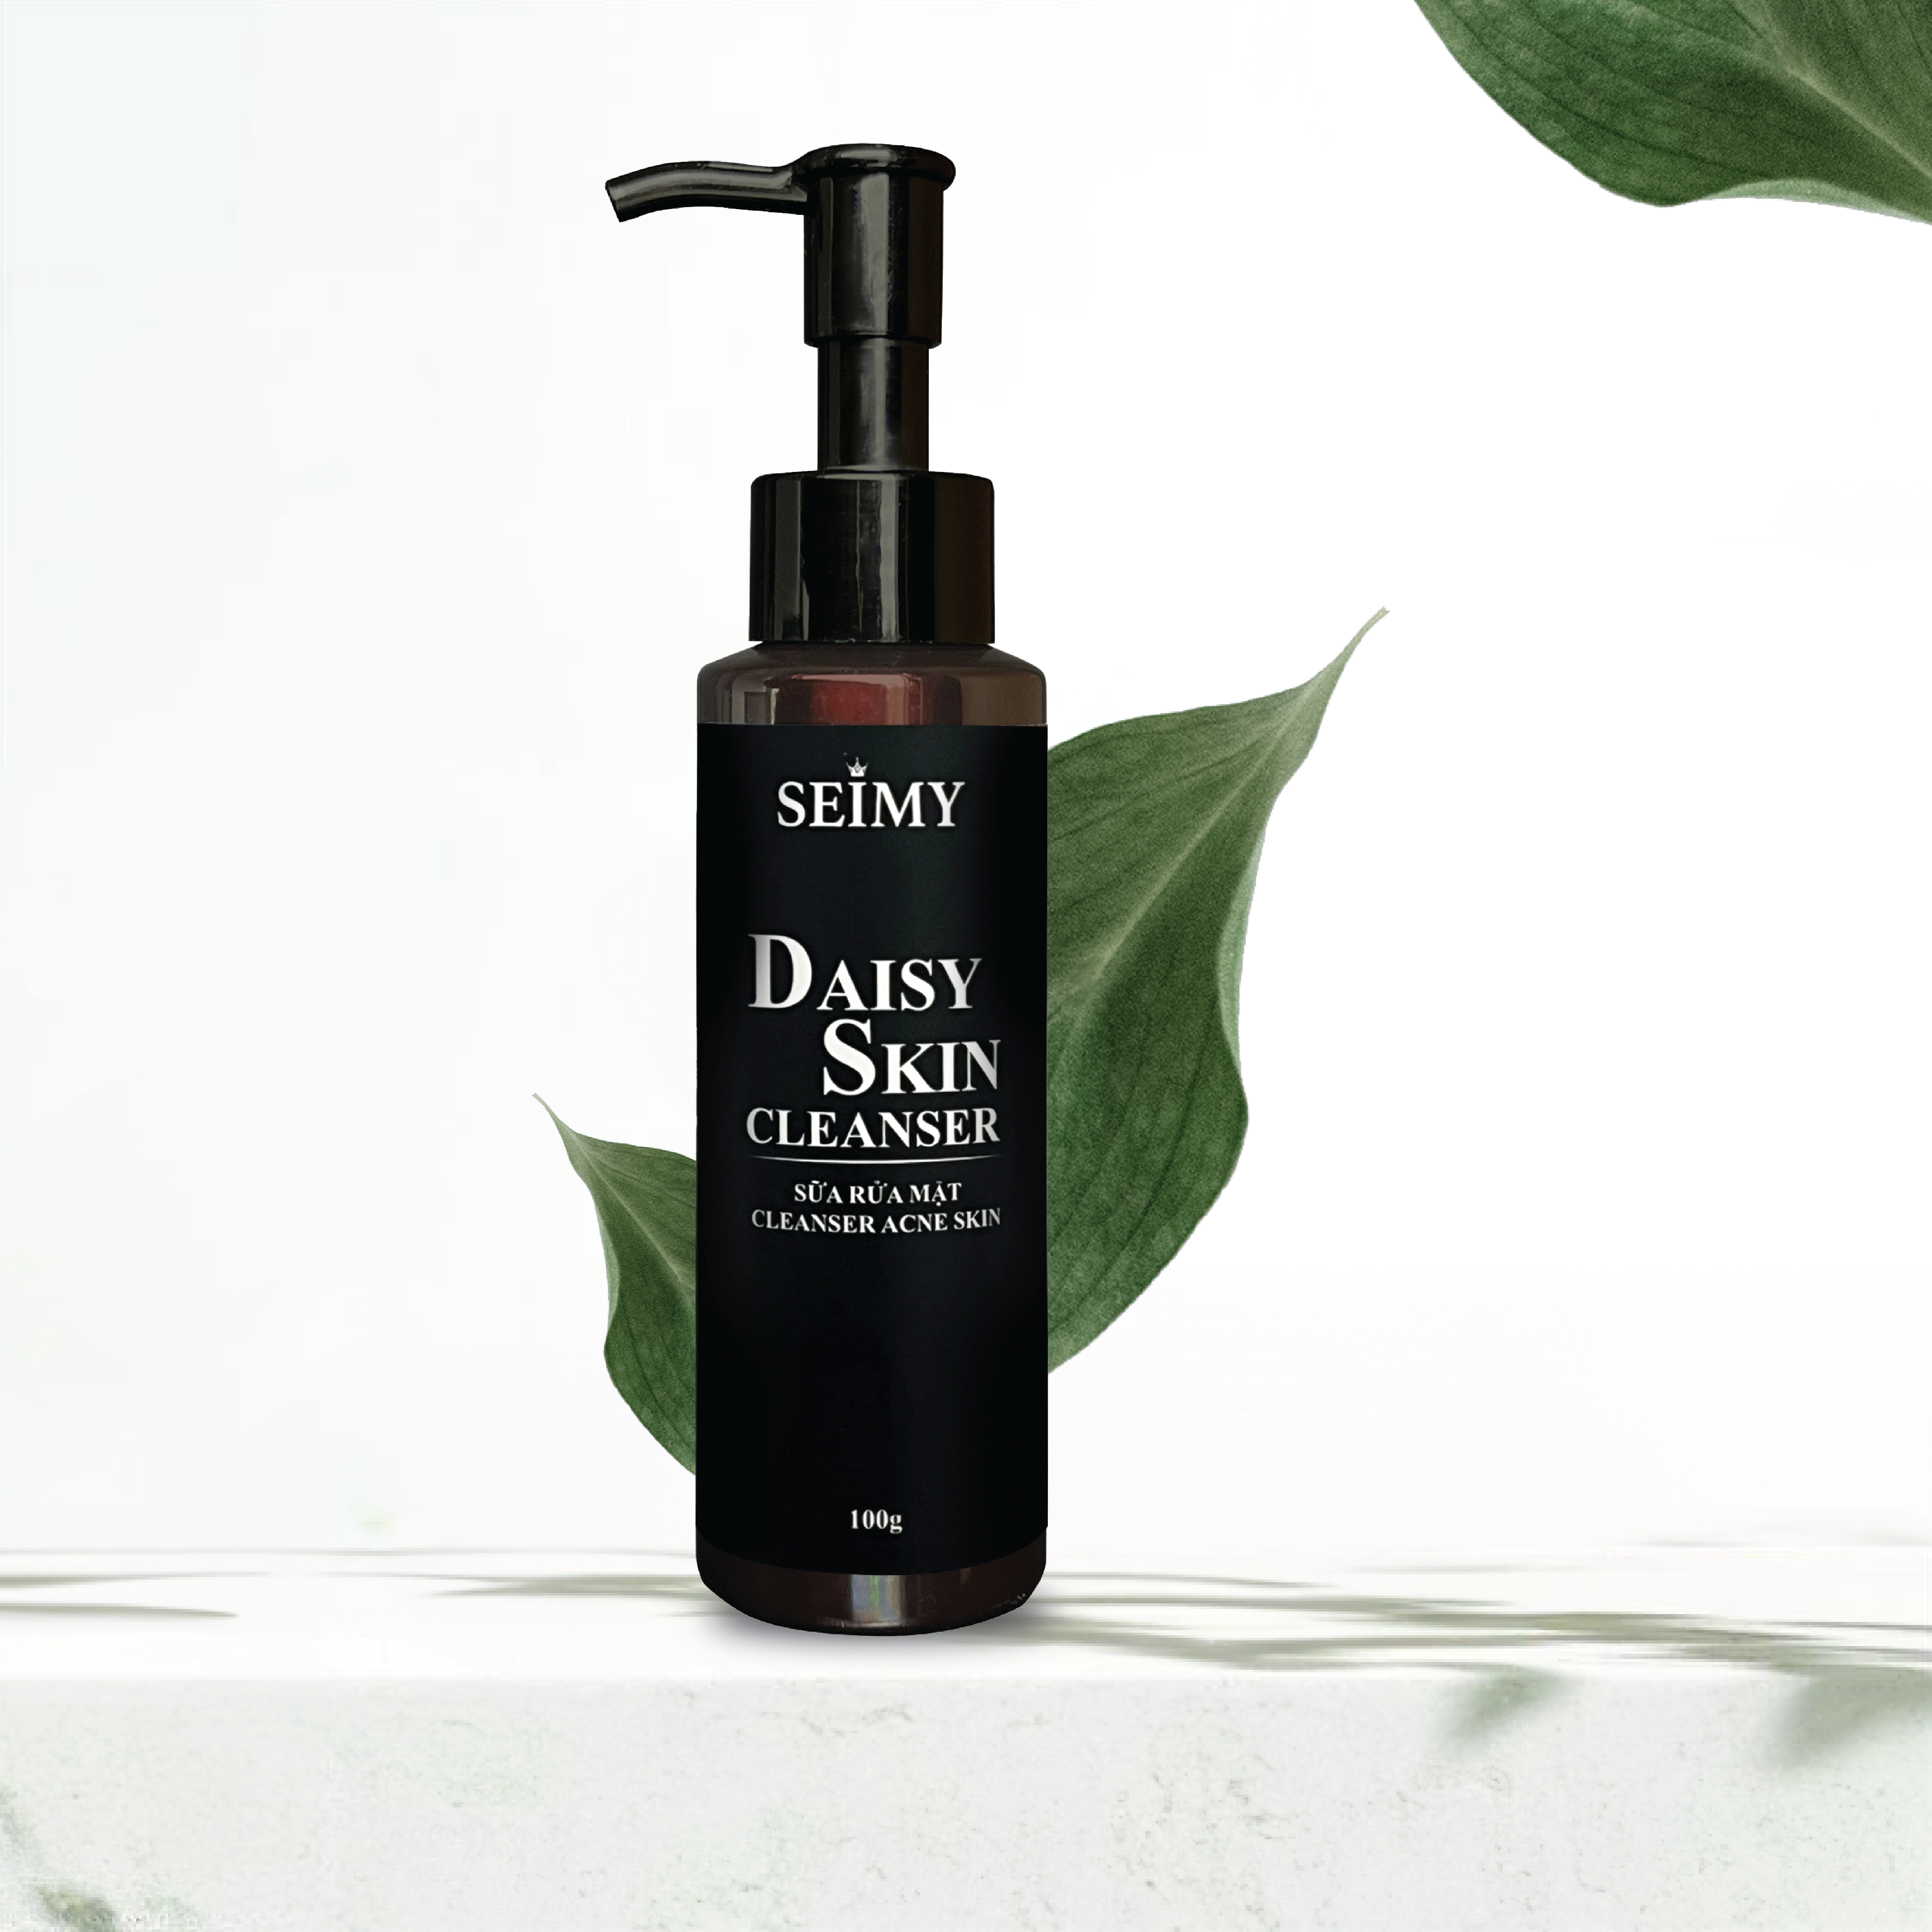 SEIMY
DAISY
SKIN
CLEANSER
SỮA RỬA MẶT
CLEANSER ACNE SKIN
100g